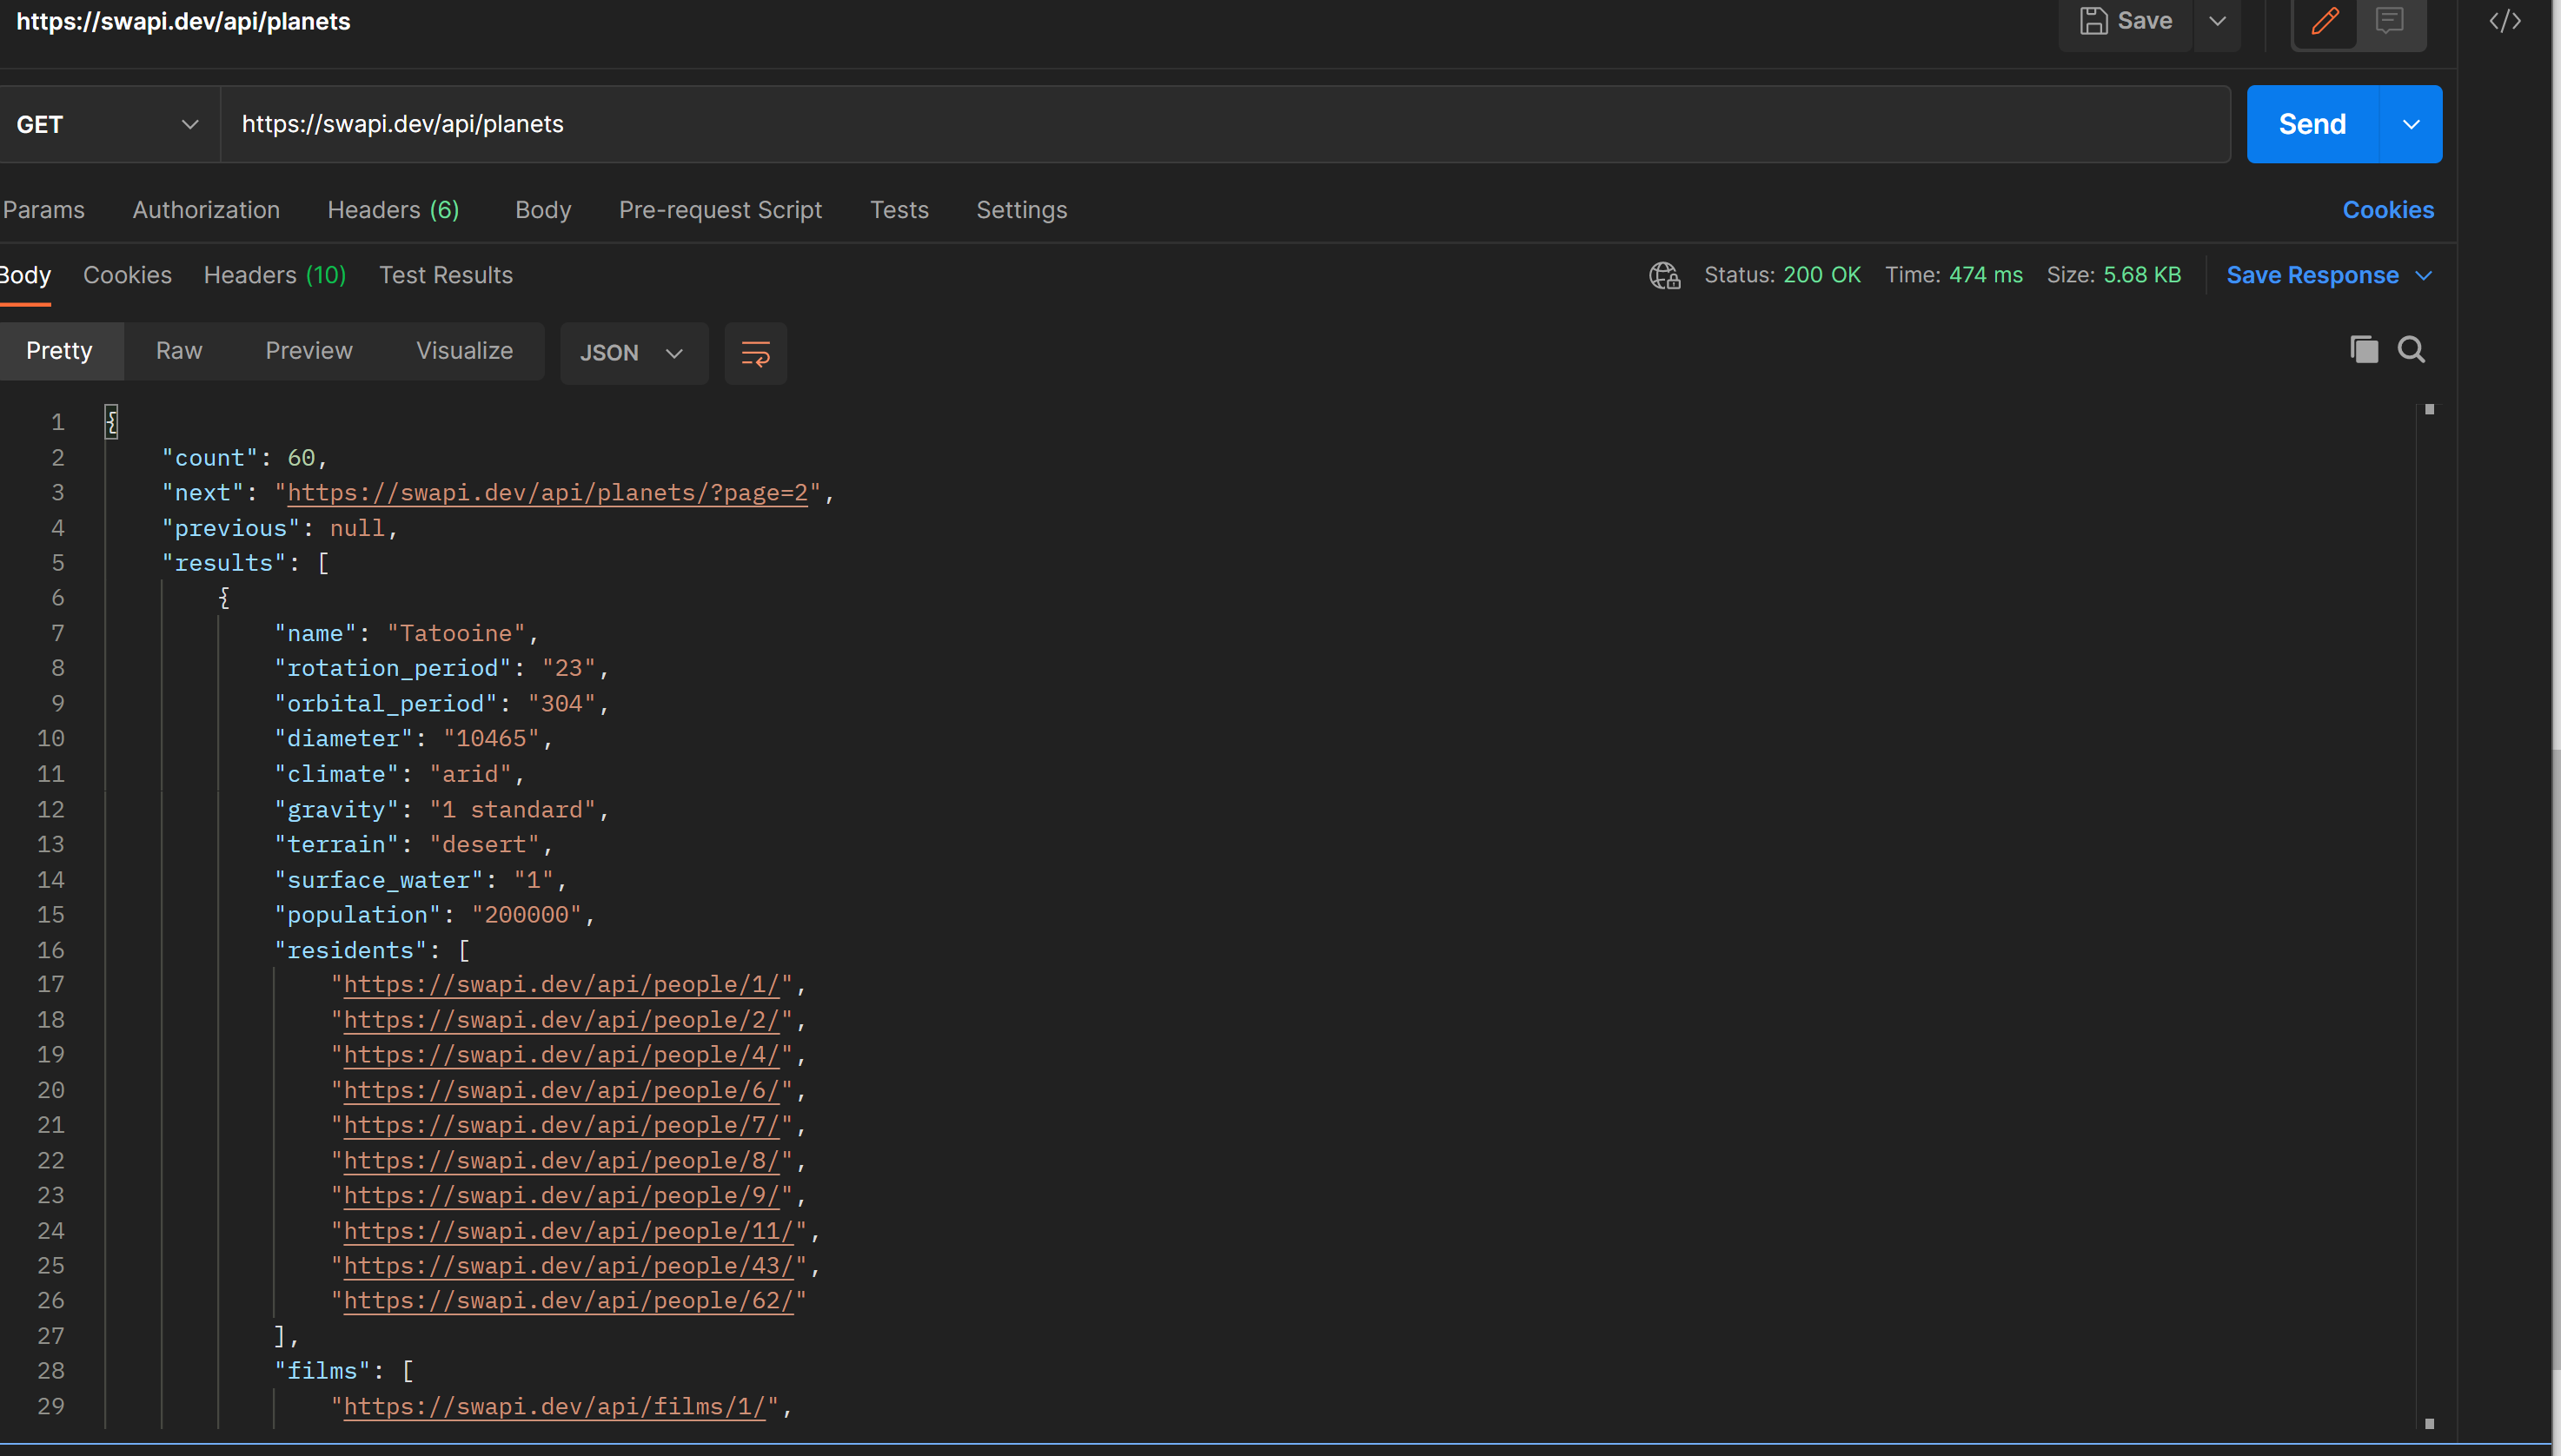 https://swapi.dev/api/planets
Save
GET
https://swapi.dev/api/planets
Send
Params Authorization Headers (6) Body Pre-request Script Tests Settings Cookies
Body Cookies Headers (10) Test Results Status: 200 OK Time: 474 ms Size: 5.68 KB Save Response
Pretty Raw Preview Visualize JSON
1 {
2 "count": 60,
3 "next": "https://swapi.dev/api/planets/?page=2",
4 "previous": null,
5 "results": [
6 {
7 "name": "Tatooine",
8 "rotation_period": "23",
9 "orbital_period": "304",
10 "diameter": "10465",
11 "climate": "arid",
12 "gravity": "1 standard",
13 "terrain": "desert",
14 "surface_water": "1",
15 "population": "200000",
16 "residents": [
17 "https://swapi.dev/api/people/1/",
18 "https://swapi.dev/api/people/2/",
19 "https://swapi.dev/api/people/4/",
20 "https://swapi.dev/api/people/6/",
21 "https://swapi.dev/api/people/7/",
22 "https://swapi.dev/api/people/8/",
23 "https://swapi.dev/api/people/9/",
24 "https://swapi.dev/api/people/11/",
25 "https://swapi.dev/api/people/43/",
26 "https://swapi.dev/api/people/62/"
27 ],
28 "films": [
29 "https://swapi.dev/api/films/1/",